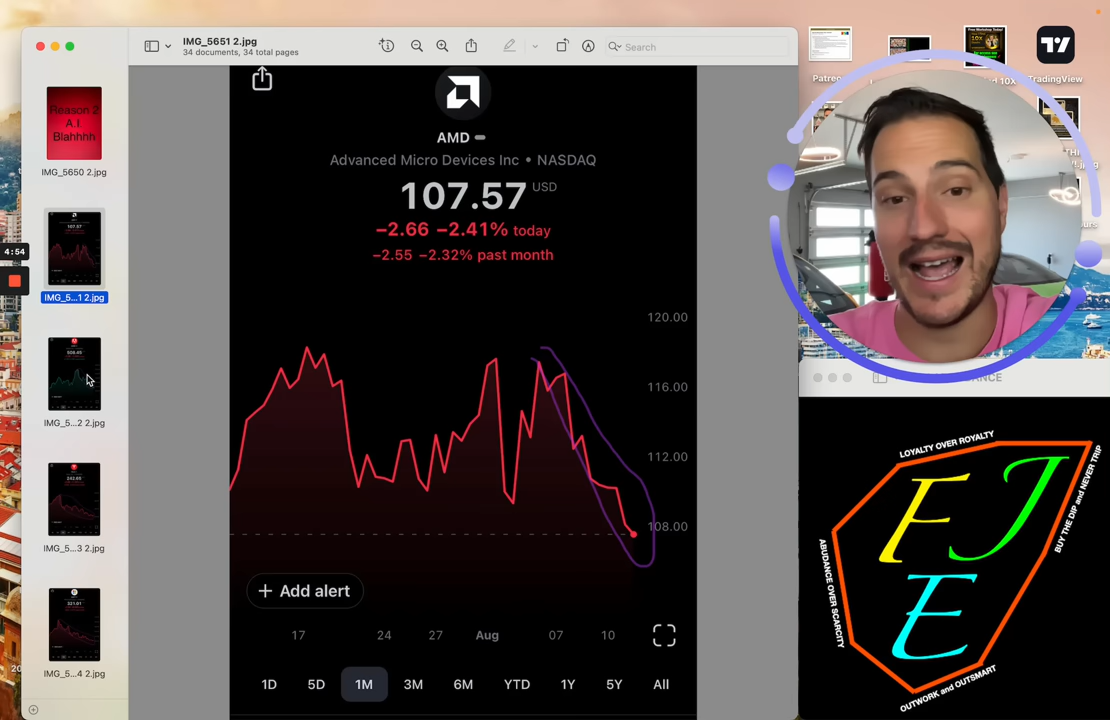 IMG_5651 2.jpg
34 documents, 34 total pages
Search
Reason 2
A.I.
Blahhhh
IMG_5650 2.jpg
IMG_5...1 2.jpg
IMG_5...2 2.jpg
IMG_5...3 2.jpg
IMG_5...4 2.jpg
4:54
AMD
Advanced Micro Devices Inc • NASDAQ
107.57 USD
−2.66 −2.41% today
−2.55 −2.32% past month
120.00
116.00
112.00
108.00
+ Add alert
17 24 27 Aug 07 10
1D 5D 1M 3M 6M YTD 1Y 5Y All
TradingView
LOYALTY OVER ROYALTY
BUY THE DIP and NEVER TRIP
ABUDANCE OVER SCARCITY
OUTWORK and OUTSMART
FJE